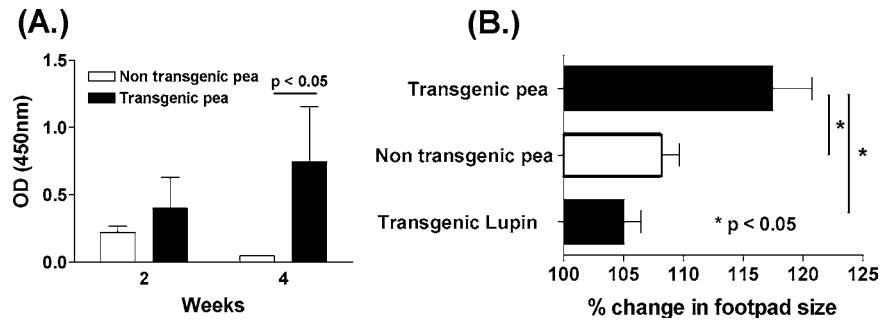 (A.)
1.5
1.0
0.5
0.0
OD (450nm)
Non transgenic pea
Transgenic pea
p < 0.05
2
4
Weeks
(B.)
Transgenic pea
Non transgenic pea
Transgenic Lupin
*
*
* p < 0.05
100
105
110
115
120
125
% change in footpad size